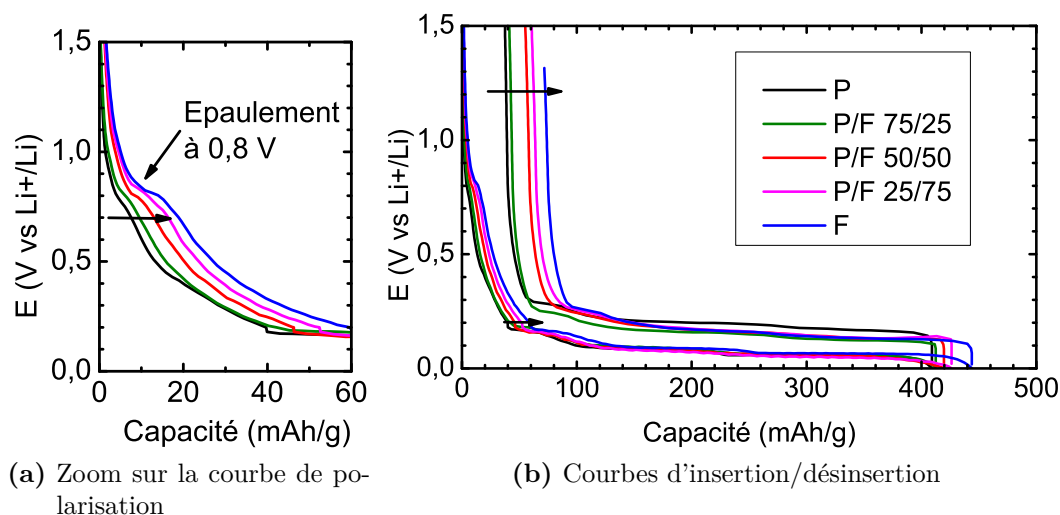 1,5
1,0
0,5
0,0
E (V vs Li+/Li)
Epaulement
à 0,8 V
0
20
40
60
Capacité (mAh/g)
(a) Zoom sur la courbe de po-
larisation
1,5
1,0
0,5
0,0
E (V vs Li+/Li)
P
P/F 75/25
P/F 50/50
P/F 25/75
F
0
100
200
300
400
500
Capacité (mAh/g)
(b) Courbes d'insertion/désinsertion